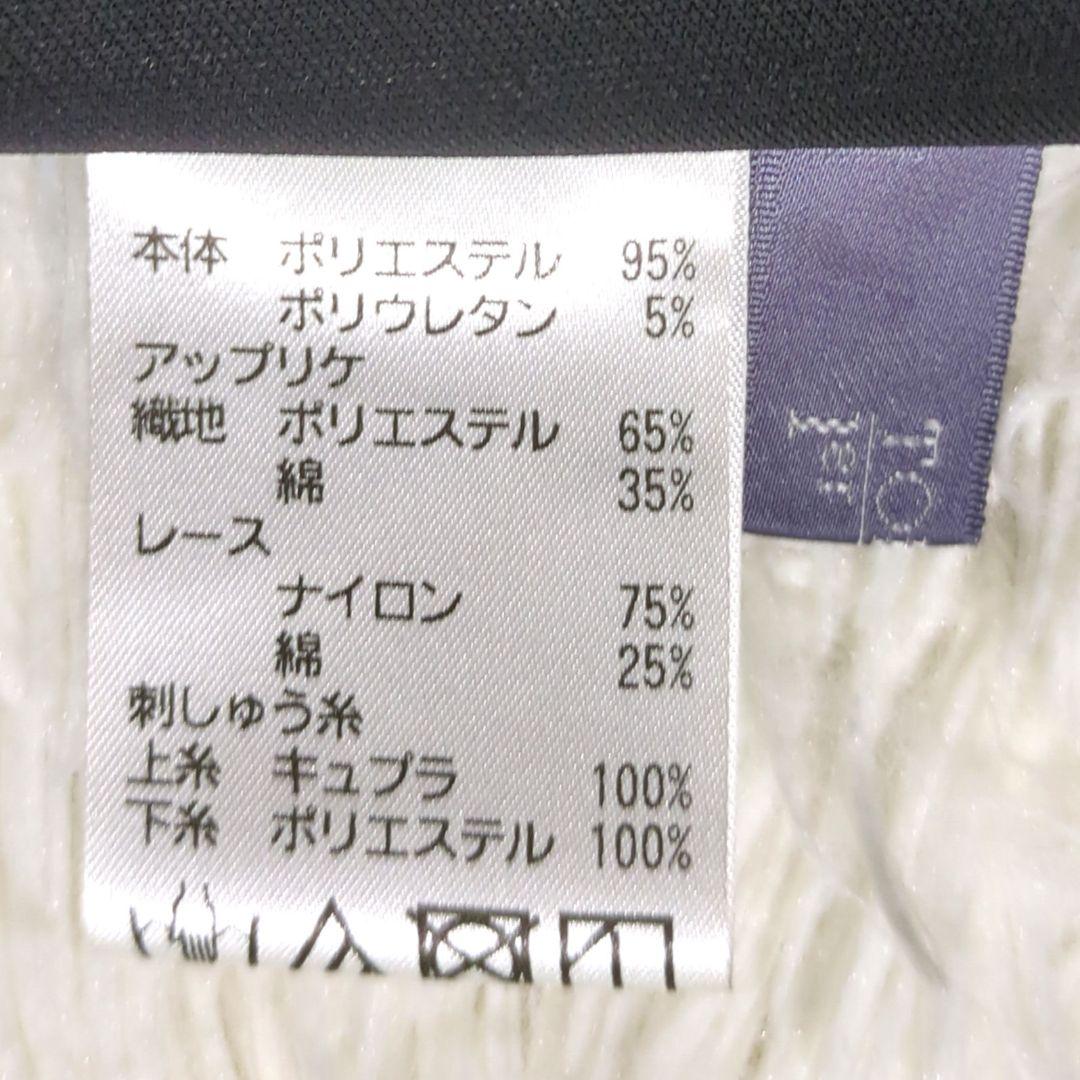 本体 ポリエステル 95%
ポリウレタン 5%
アップリケ
織地 ポリエステル 65%
綿 35%
レース
ナイロン 75%
綿 25%
刺しゅう糸
上糸 キュプラ 100%
下糸 ポリエステル 100%